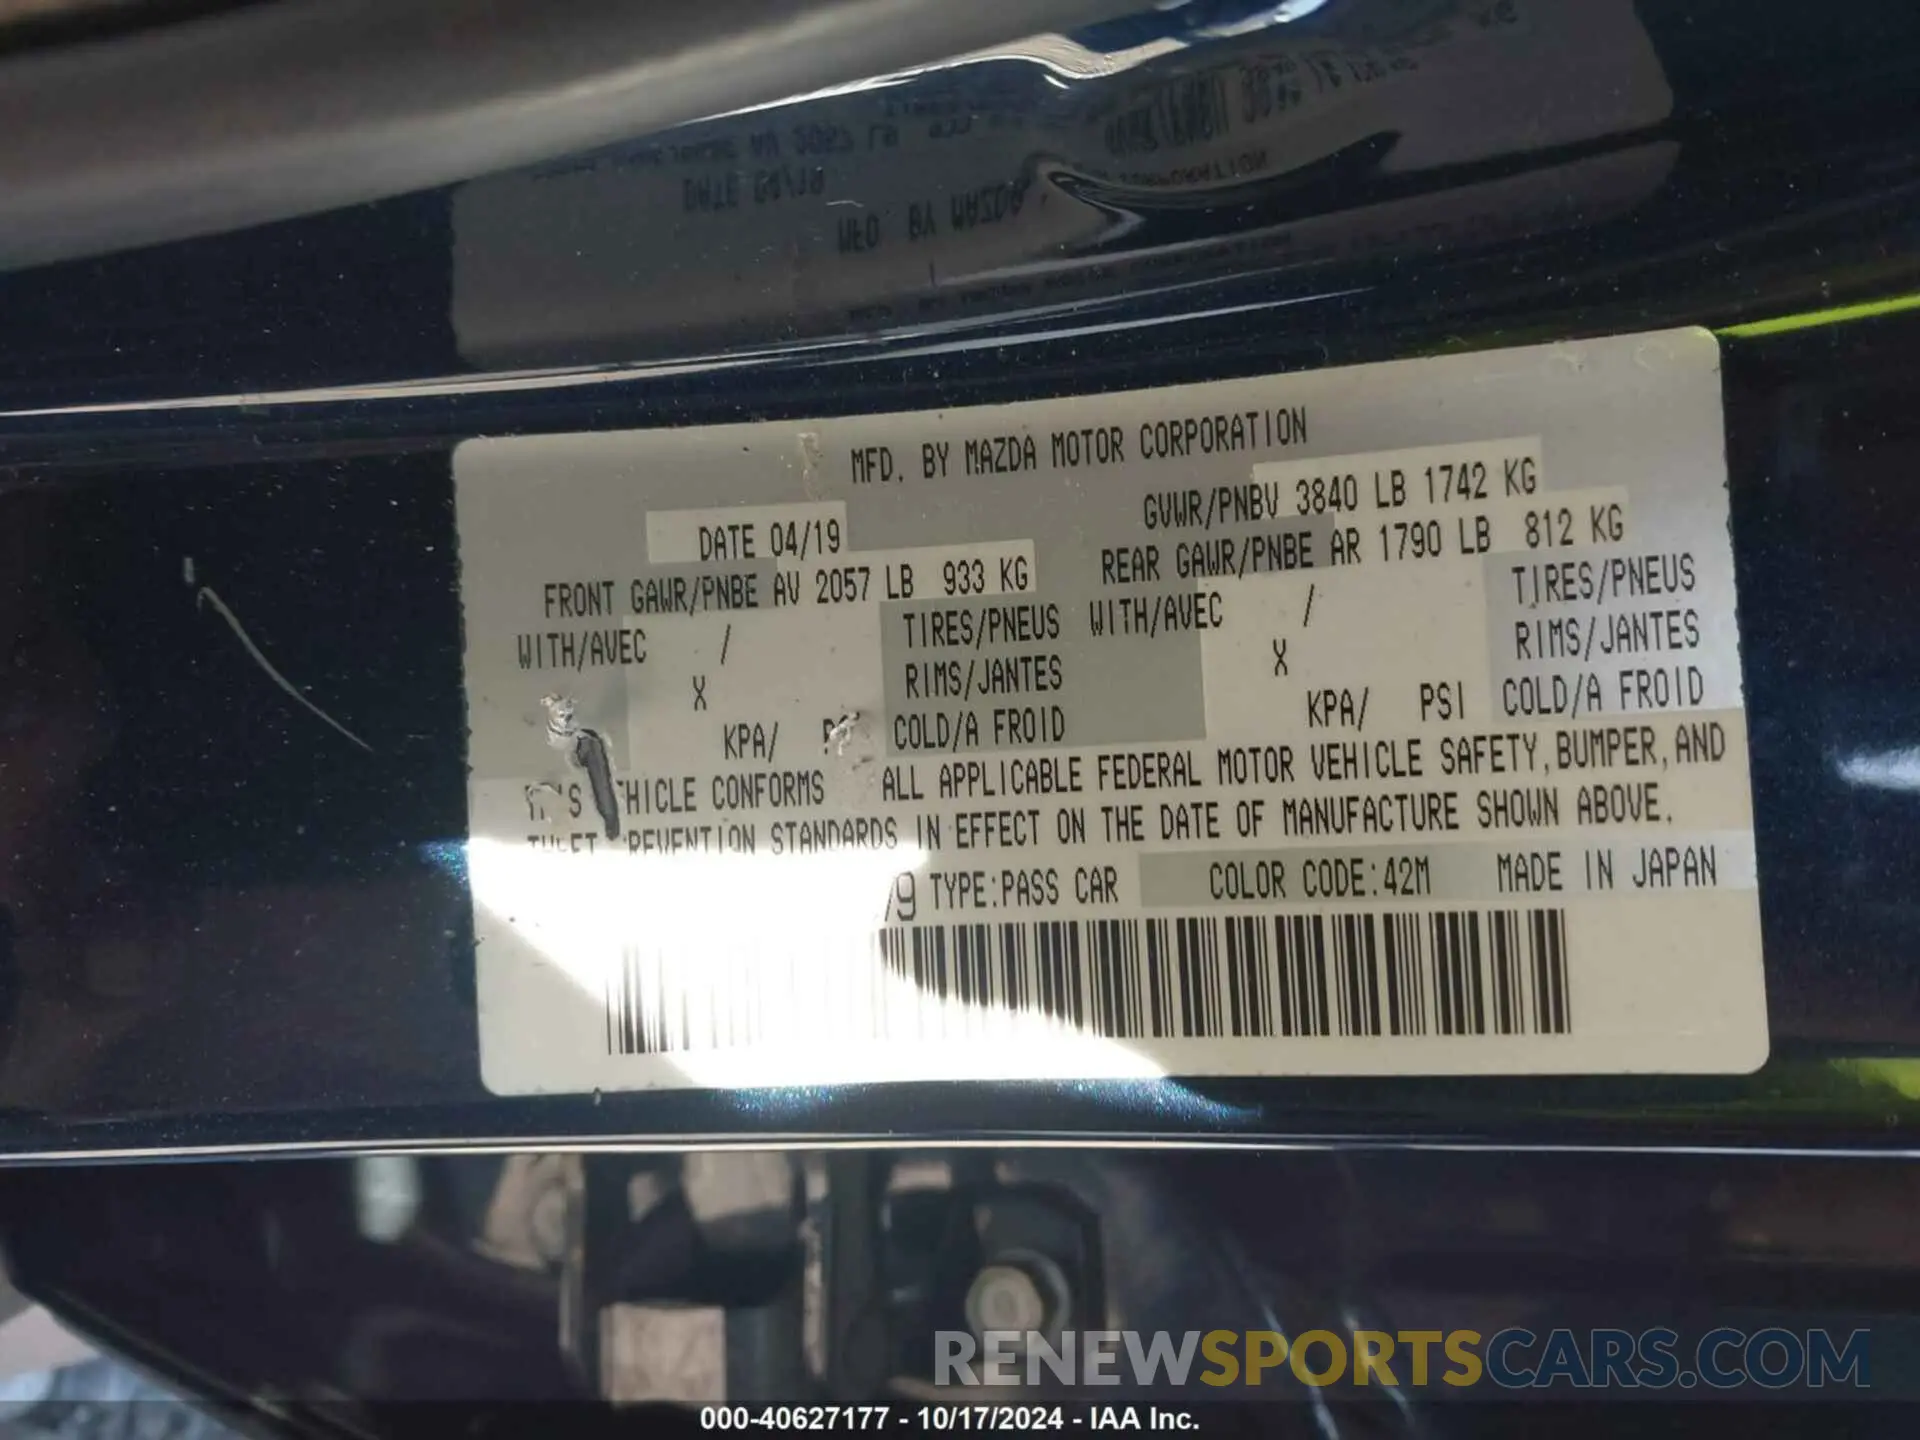 MFD. BY MAZDA MOTOR CORPORATION
DATE 04/19 GVWR/PNBV 3840 LB 1742 KG
FRONT GAWR/PNBE AV 2057 LB 933 KG REAR GAWR/PNBE AR 1790 LB 812 KG
WITH/AVEC / TIRES/PNEUS WITH/AVEC / TIRES/PNEUS
X RIMS/JANTES X RIMS/JANTES
KPA/ COLD/A FROID KPA/ PSI COLD/A FROID
CONFORMS ALL APPLICABLE FEDERAL MOTOR VEHICLE SAFETY, BUMPER, AND
STANDARDS IN EFFECT ON THE DATE OF MANUFACTURE SHOWN ABOVE.
TYPE:PASS CAR COLOR CODE:42M MADE IN JAPAN
RENEWSPORTSCARS.COM
000-40627177 - 10/17/2024 - IAA Inc.